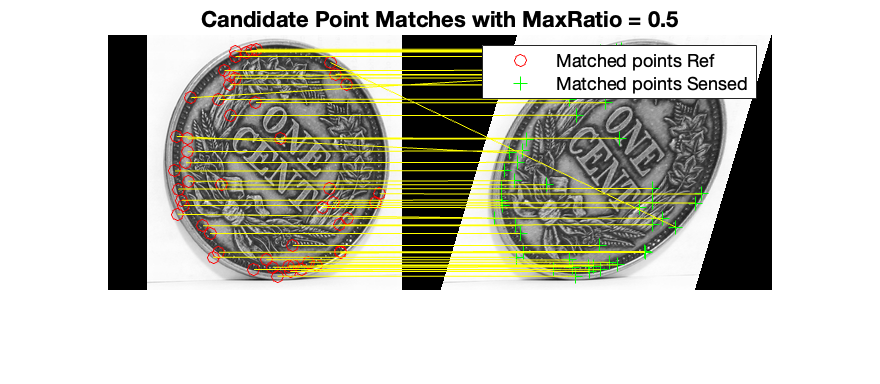 Candidate Point Matches with MaxRatio = 0.5
Matched points Ref
Matched points Sensed
ONE
CENT
ONE
CENT